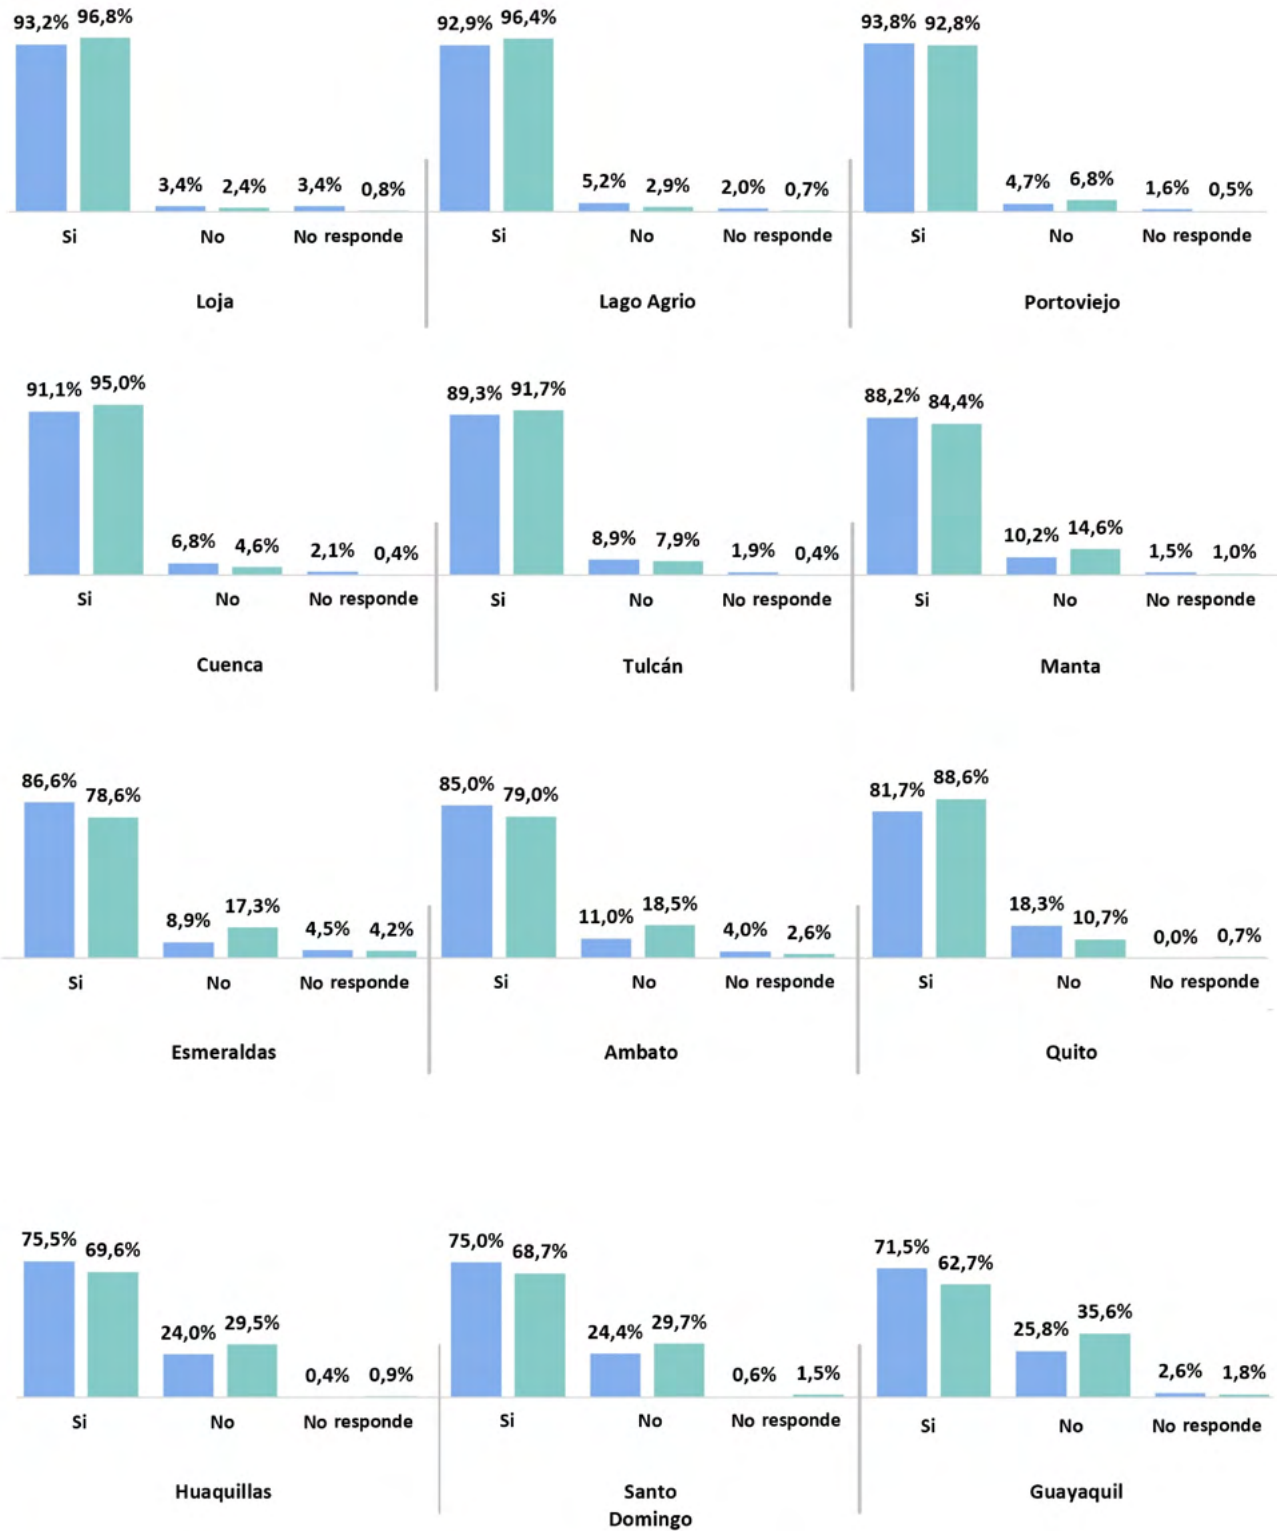 93,2% 96,8% 3,4% 2,4% 3,4% 0,8%
Si No No responde
Loja
92,9% 96,4% 5,2% 2,9% 2,0% 0,7%
Si No No responde
Lago Agrio
93,8% 92,8% 4,7% 6,8% 1,6% 0,5%
Si No No responde
Portoviejo
91,1% 95,0% 6,8% 4,6% 2,1% 0,4%
Si No No responde
Cuenca
89,3% 91,7% 8,9% 7,9% 1,9% 0,4%
Si No No responde
Tulcán
88,2% 84,4% 10,2% 14,6% 1,5% 1,0%
Si No No responde
Manta
86,6% 78,6% 8,9% 17,3% 4,5% 4,2%
Si No No responde
Esmeraldas
85,0% 79,0% 11,0% 18,5% 4,0% 2,6%
Si No No responde
Ambato
81,7% 88,6% 18,3% 10,7% 0,0% 0,7%
Si No No responde
Quito
75,5% 69,6% 24,0% 29,5% 0,4% 0,9%
Si No No responde
Huaquillas
75,0% 68,7% 24,4% 29,7% 0,6% 1,5%
Si No No responde
Santo
Domingo
71,5% 62,7% 25,8% 35,6% 2,6% 1,8%
Si No No responde
Guayaquil